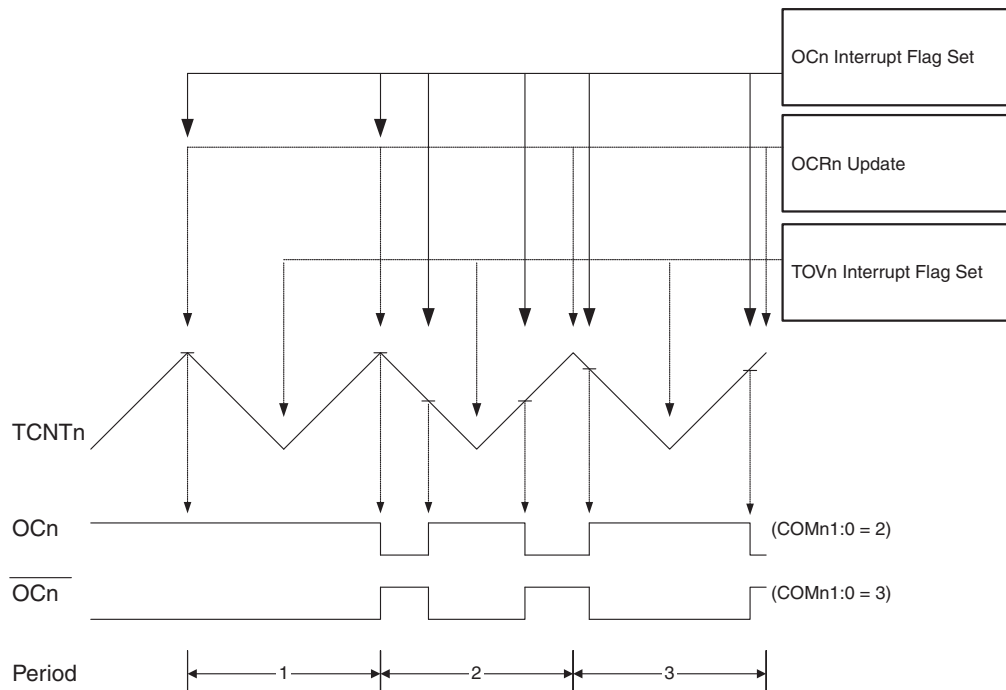 OCn Interrupt Flag Set
OCRn Update
TOVn Interrupt Flag Set
TCNTn
OCn
(COMn1:0 = 2)
OCn
(COMn1:0 = 3)
Period
1
2
3